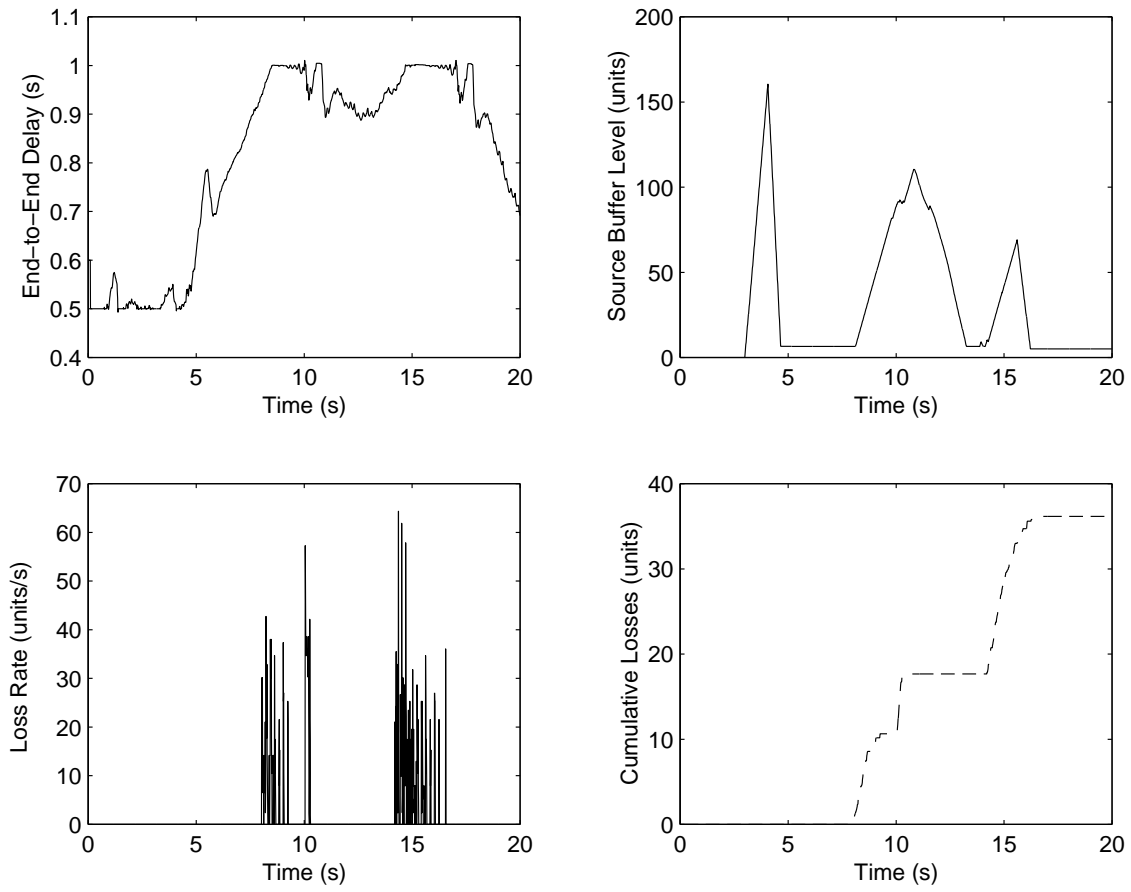 1.1
1
0.9
0.8
0.7
0.6
0.5
0.4
End-to-End Delay (s)
0 5 10 15 20
Time (s)
200
150
100
50
0
Source Buffer Level (units)
0 5 10 15 20
Time (s)
70
60
50
40
30
20
10
0
Loss Rate (units/s)
0 5 10 15 20
Time (s)
40
30
20
10
0
Cumulative Losses (units)
0 5 10 15 20
Time (s)